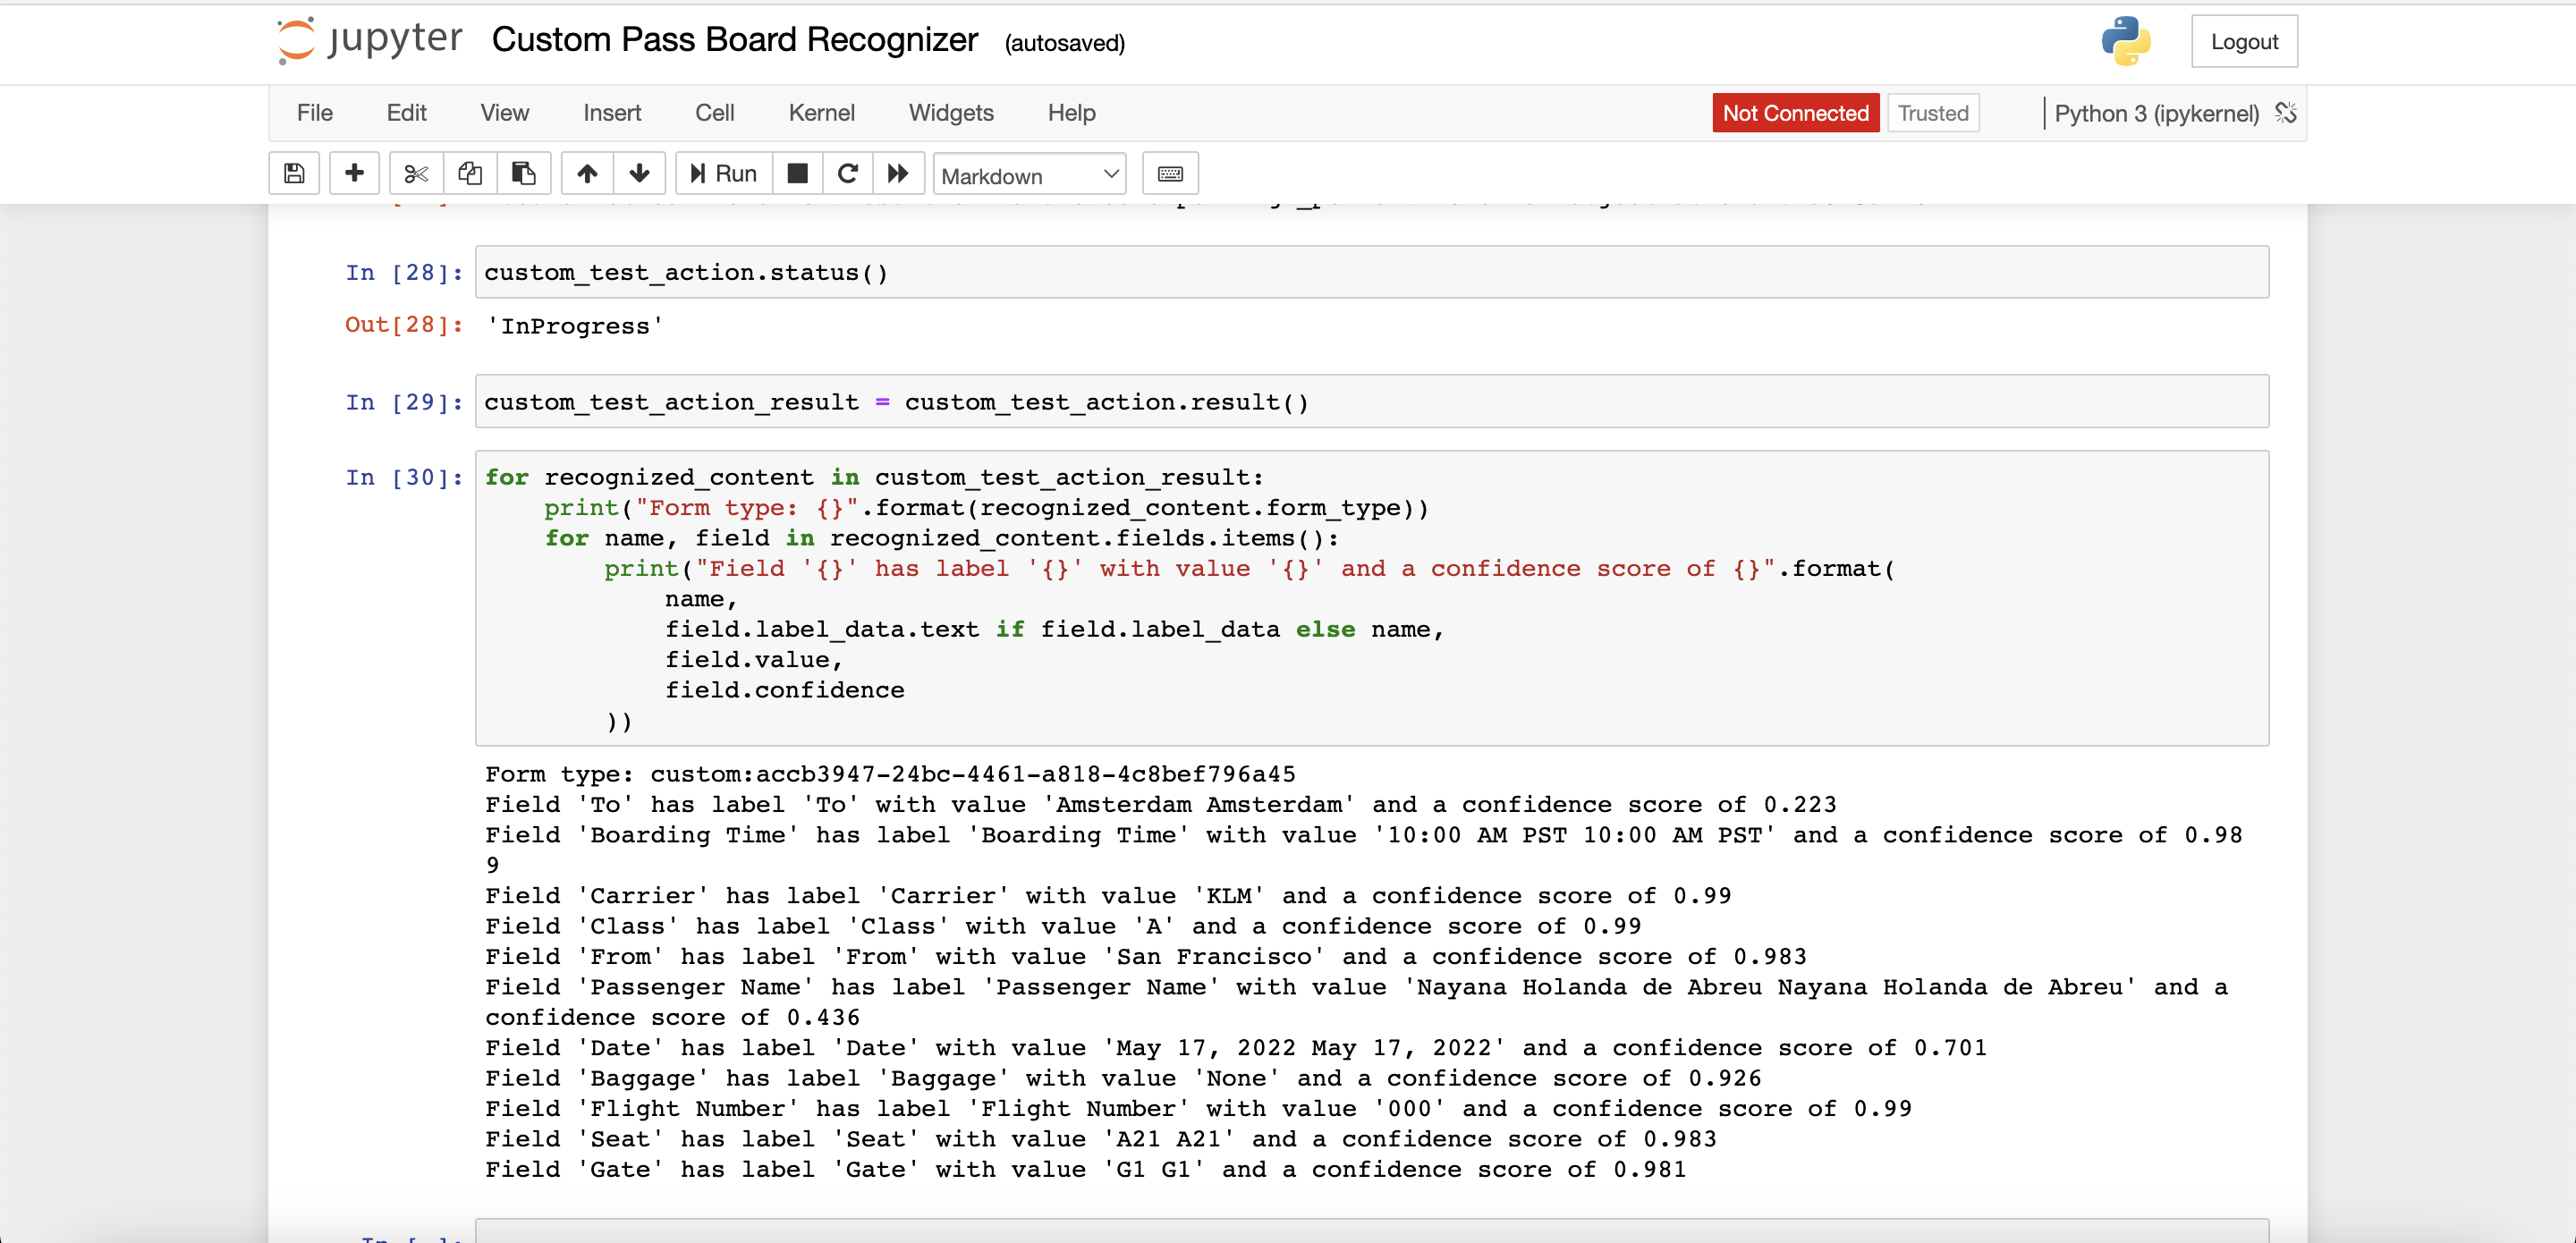 jupyter Custom Pass Board Recognizer (autosaved)
Logout
File Edit View Insert Cell Kernel Widgets Help
Not Connected Trusted Python 3 (ipykernel)
Run Markdown
In [28]: custom_test_action.status()
Out[28]: 'InProgress'
In [29]: custom_test_action_result = custom_test_action.result()
In [30]: for recognized_content in custom_test_action_result:
    print("Form type: {}".format(recognized_content.form_type))
    for name, field in recognized_content.fields.items():
        print("Field '{}' has label '{}' with value '{}' and a confidence score of {}".format(
            name,
            field.label_data.text if field.label_data else name,
            field.value,
            field.confidence
        ))
Form type: custom:accb3947-24bc-4461-a818-4c8bef796a45
Field 'To' has label 'To' with value 'Amsterdam Amsterdam' and a confidence score of 0.223
Field 'Boarding Time' has label 'Boarding Time' with value '10:00 AM PST 10:00 AM PST' and a confidence score of 0.98
9
Field 'Carrier' has label 'Carrier' with value 'KLM' and a confidence score of 0.99
Field 'Class' has label 'Class' with value 'A' and a confidence score of 0.99
Field 'From' has label 'From' with value 'San Francisco' and a confidence score of 0.983
Field 'Passenger Name' has label 'Passenger Name' with value 'Nayana Holanda de Abreu Nayana Holanda de Abreu' and a
confidence score of 0.436
Field 'Date' has label 'Date' with value 'May 17, 2022 May 17, 2022' and a confidence score of 0.701
Field 'Baggage' has label 'Baggage' with value 'None' and a confidence score of 0.926
Field 'Flight Number' has label 'Flight Number' with value '000' and a confidence score of 0.99
Field 'Seat' has label 'Seat' with value 'A21 A21' and a confidence score of 0.983
Field 'Gate' has label 'Gate' with value 'G1 G1' and a confidence score of 0.981